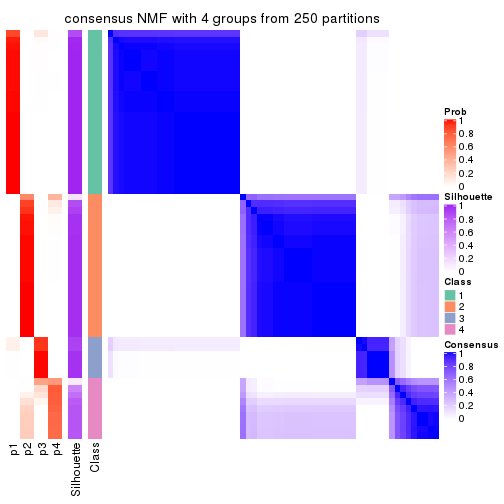 consensus NMF with 4 groups from 250 partitions
Prob
1
0.8
0.6
0.4
0.2
0
Silhouette
1
0.8
0.6
0.4
0.2
0
Class
1
2
3
4
Consensus
1
0.8
0.6
0.4
0.2
0
p1
p2
p3
p4
Silhouette
Class